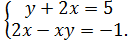 y + 2x = 5
2x − xy = −1.